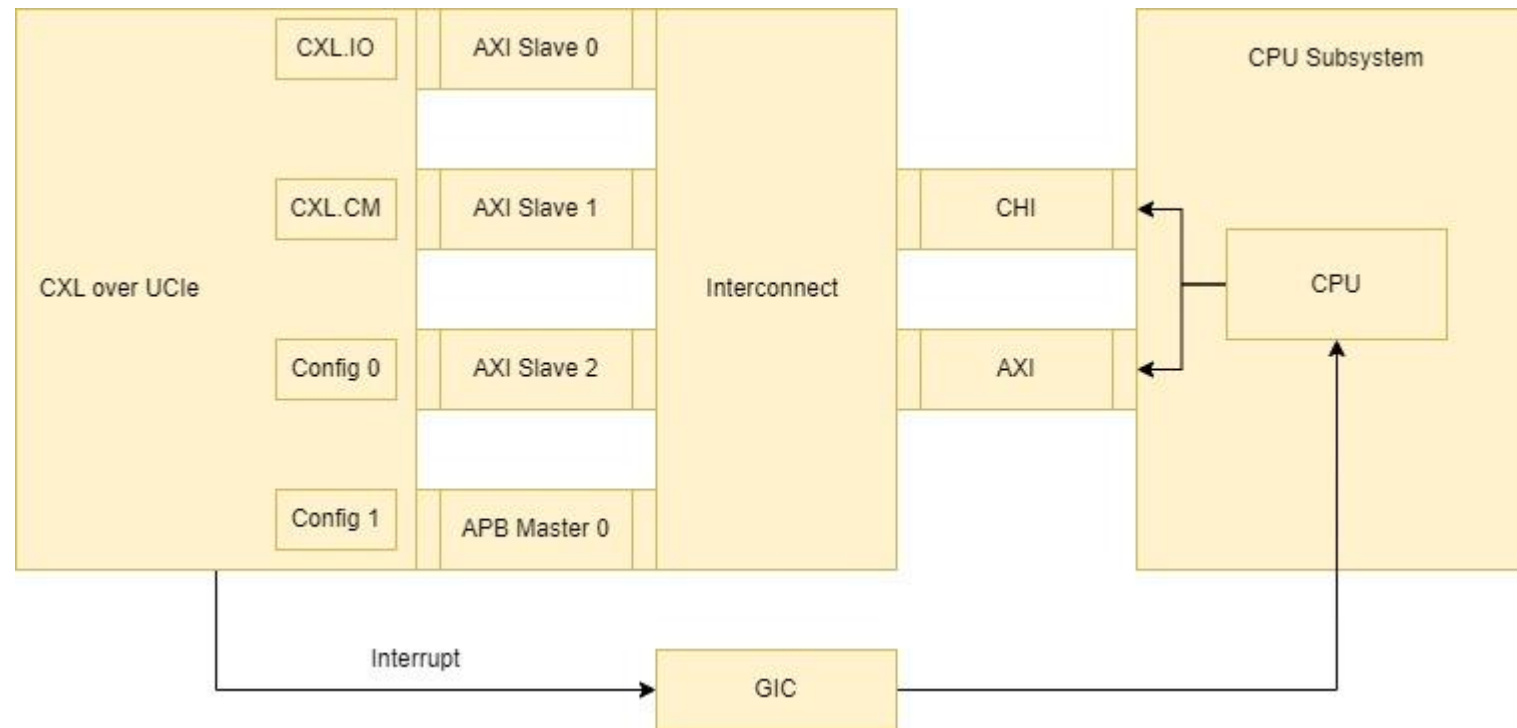 CXL.IO
AXI Slave 0
CPU Subsystem
CXL.CM
AXI Slave 1
CHI
CXL over UCIe
Interconnect
CPU
Config 0
AXI Slave 2
AXI
Config 1
APB Master 0
Interrupt
GIC